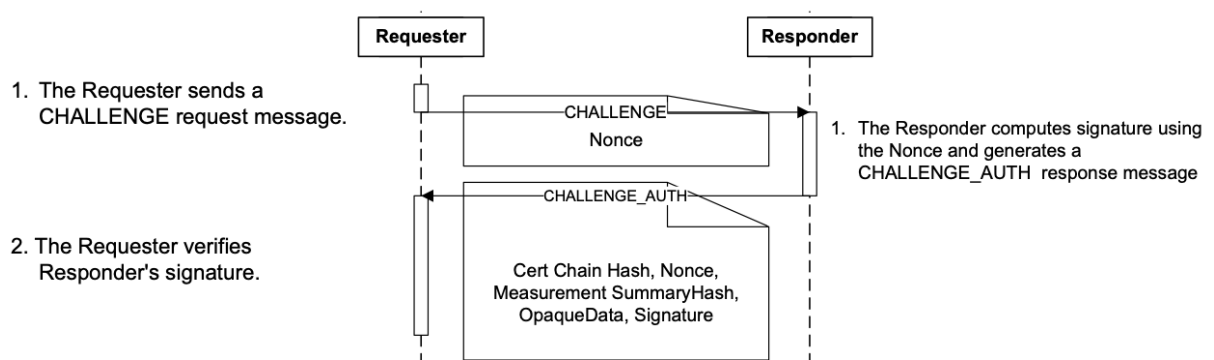 Requester
Responder
1. The Requester sends a
CHALLENGE request message.
CHALLENGE
Nonce
1. The Responder computes signature using
the Nonce and generates a
CHALLENGE_AUTH response message
CHALLENGE_AUTH
2. The Requester verifies
Responder's signature.
Cert Chain Hash, Nonce,
Measurement SummaryHash,
OpaqueData, Signature